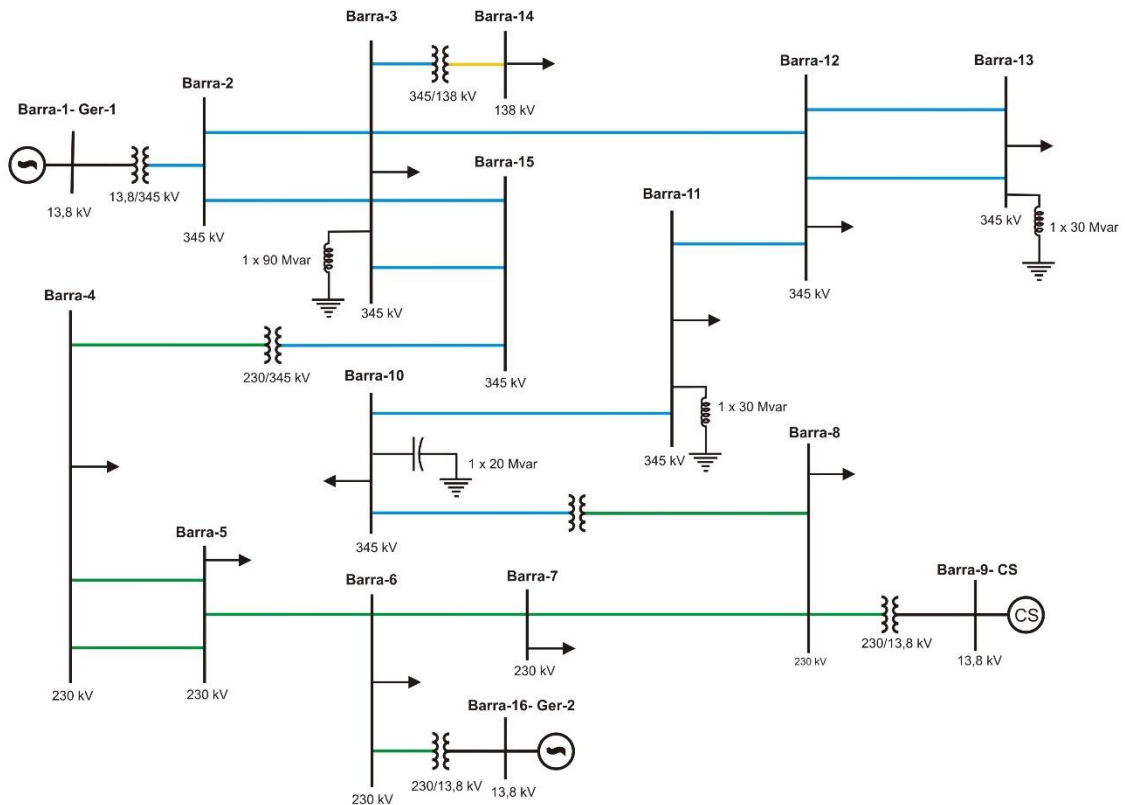 Barra-3
Barra-14
345/138 kV
138 kV
Barra-12
Barra-13
Barra-2
Barra-1- Ger-1
13,8 kV
13,8/345 kV
345 kV
Barra-15
Barra-11
1 x 90 Mvar
345 kV
345 kV
1 x 30 Mvar
345 kV
Barra-4
230/345 kV
345 kV
Barra-10
1 x 30 Mvar
345 kV
Barra-8
1 x 20 Mvar
345 kV
Barra-5
Barra-6
Barra-7
Barra-9- CS
CS
230/13,8 kV
13,8 kV
230 kV
230 kV
230 kV
230 kV
Barra-16- Ger-2
230/13,8 kV
13,8 kV
230 kV